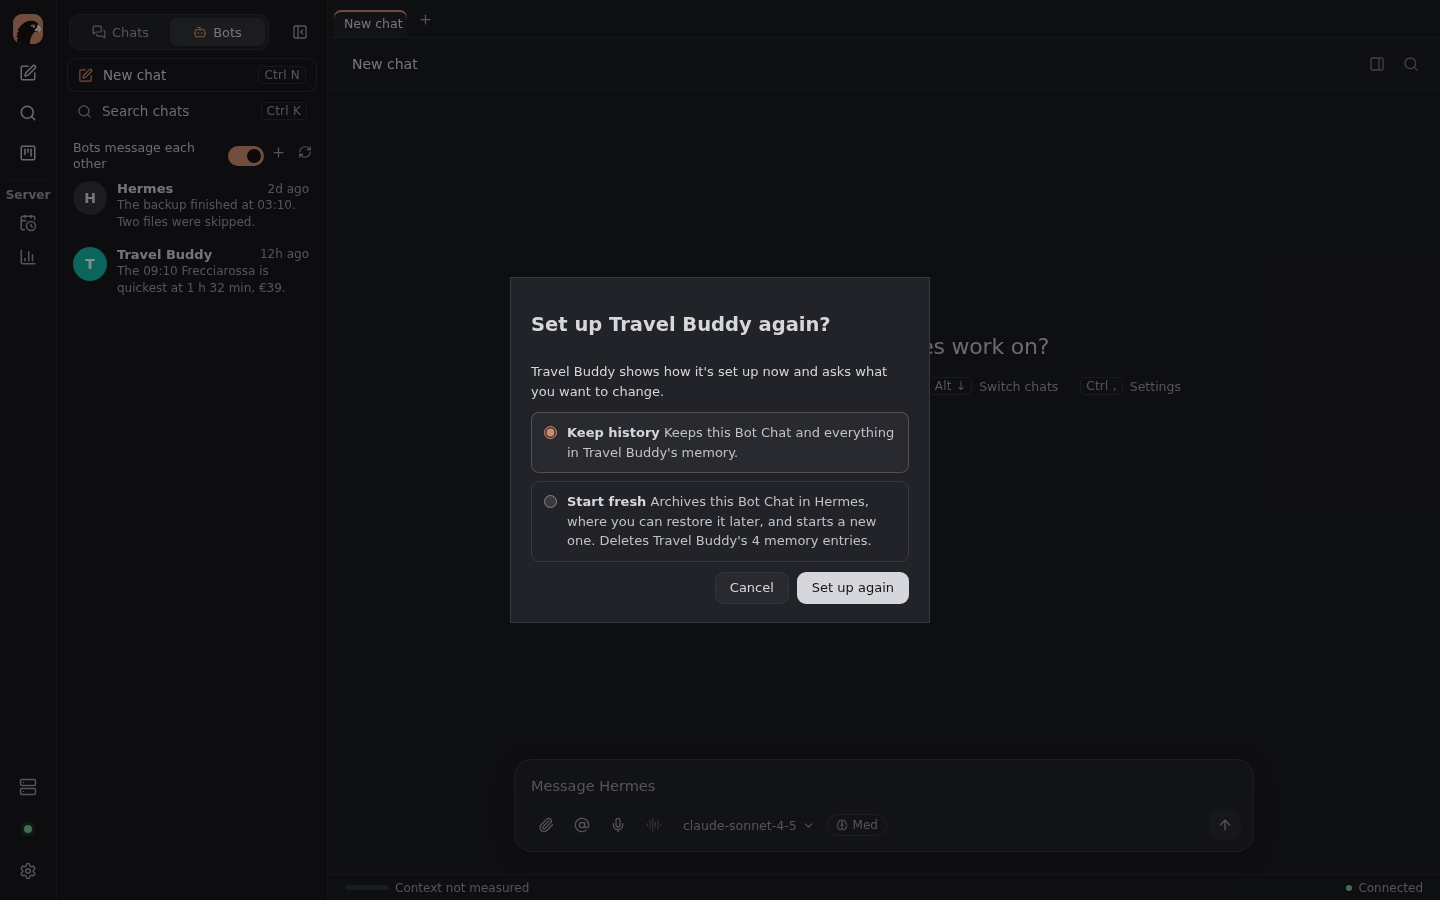 Chats
Bots
New chat
Ctrl N
Search chats
Ctrl K
Bots message each
other
Server
H
Hermes
2d ago
The backup finished at 03:10.
Two files were skipped.
T
Travel Buddy
12h ago
The 09:10 Frecciarossa is
quickest at 1 h 32 min, €39.
New chat
New chat
es work on?
Alt ↓ Switch chats
Ctrl , Settings
Set up Travel Buddy again?
Travel Buddy shows how it's set up now and asks what
you want to change.
Keep history Keeps this Bot Chat and everything
in Travel Buddy's memory.
Start fresh Archives this Bot Chat in Hermes,
where you can restore it later, and starts a new
one. Deletes Travel Buddy's 4 memory entries.
Cancel
Set up again
Message Hermes
claude-sonnet-4-5
Med
Context not measured
Connected